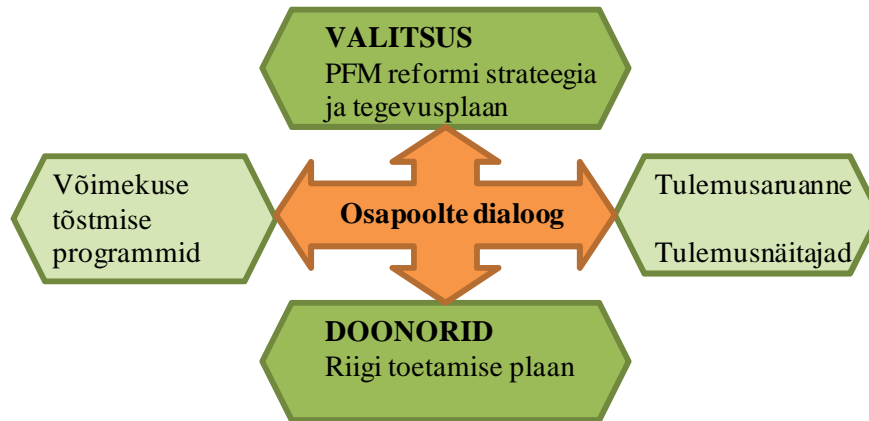 VALITSUS
PFM reformi strateegia
ja tegevusplaan
Võimekuse
tõstmise
programmid
Osapoolte dialoog
Tulemusaruanne
Tulemusnäitajad
DOONORID
Riigi toetamise plaan